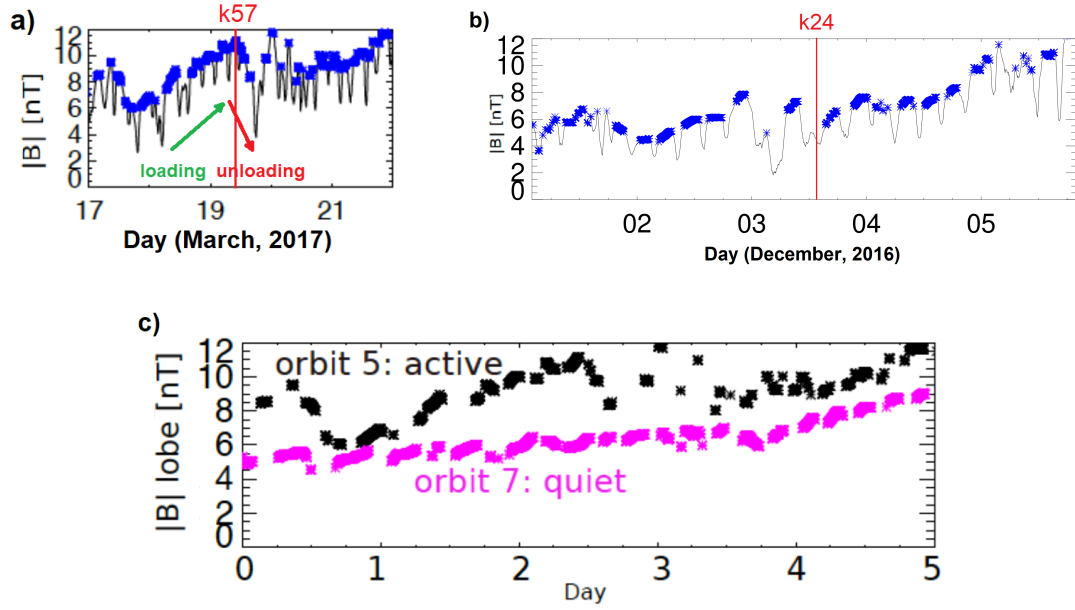 a)
k57
12
10
8
6
4
2
0
|B| [nT]
loading
unloading
17
19
21
Day (March, 2017)
b)
k24
12
10
8
6
4
2
0
|B| [nT]
02
03
04
05
Day (December, 2016)
c)
12
10
8
6
4
2
0
|B| lobe [nT]
orbit 5: active
orbit 7: quiet
0
1
2
3
4
5
Day